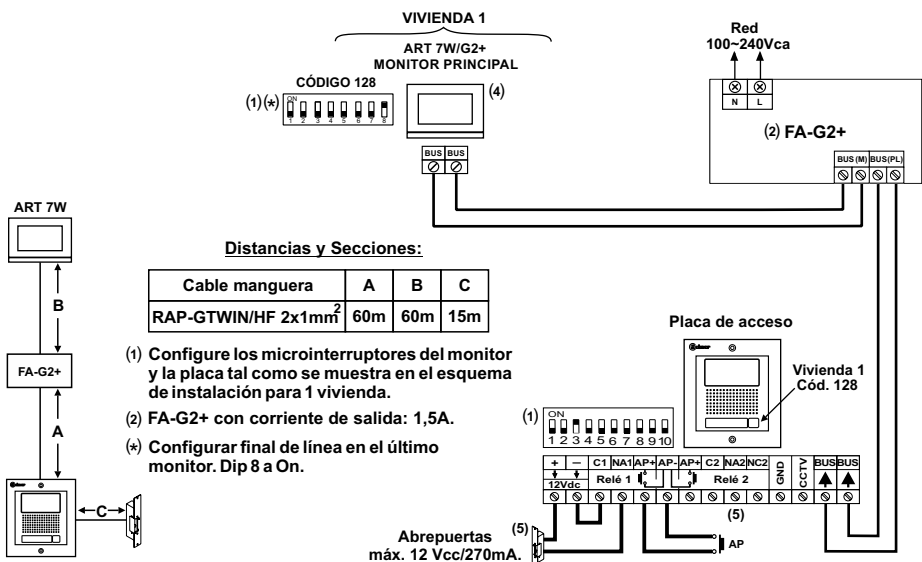 VIVIENDA 1
ART 7W/G2+
MONITOR PRINCIPAL
CÓDIGO 128
(1) (*)
ON
1 2 3 4 5 6 7 8
(4)
BUS BUS
Red
100~240Vca
N L
(2) FA-G2+
BUS (M) BUS(PL)
ART 7W
B
FA-G2+
A
C
Distancias y Secciones:
Cable manguera A B C
RAP-GTWIN/HF 2x1mm² 60m 60m 15m
(1) Configure los microinterruptores del monitor
y la placa tal como se muestra en el esquema
de instalación para 1 vivienda.
(2) FA-G2+ con corriente de salida: 1,5A.
(*) Configurar final de línea en el último
monitor. Dip 8 a On.
Placa de acceso
Vivienda 1
Cód. 128
(1)
ON
1 2 3 4 5 6 7 8 9 10
+ − C1 NA1 AP+ AP- AP+ C2 NA2 NC2 GND CCTV BUS BUS
12Vdc Relé 1 Relé 2
(5)
(5)
Abrepuertas
máx. 12 Vcc/270mA.
AP